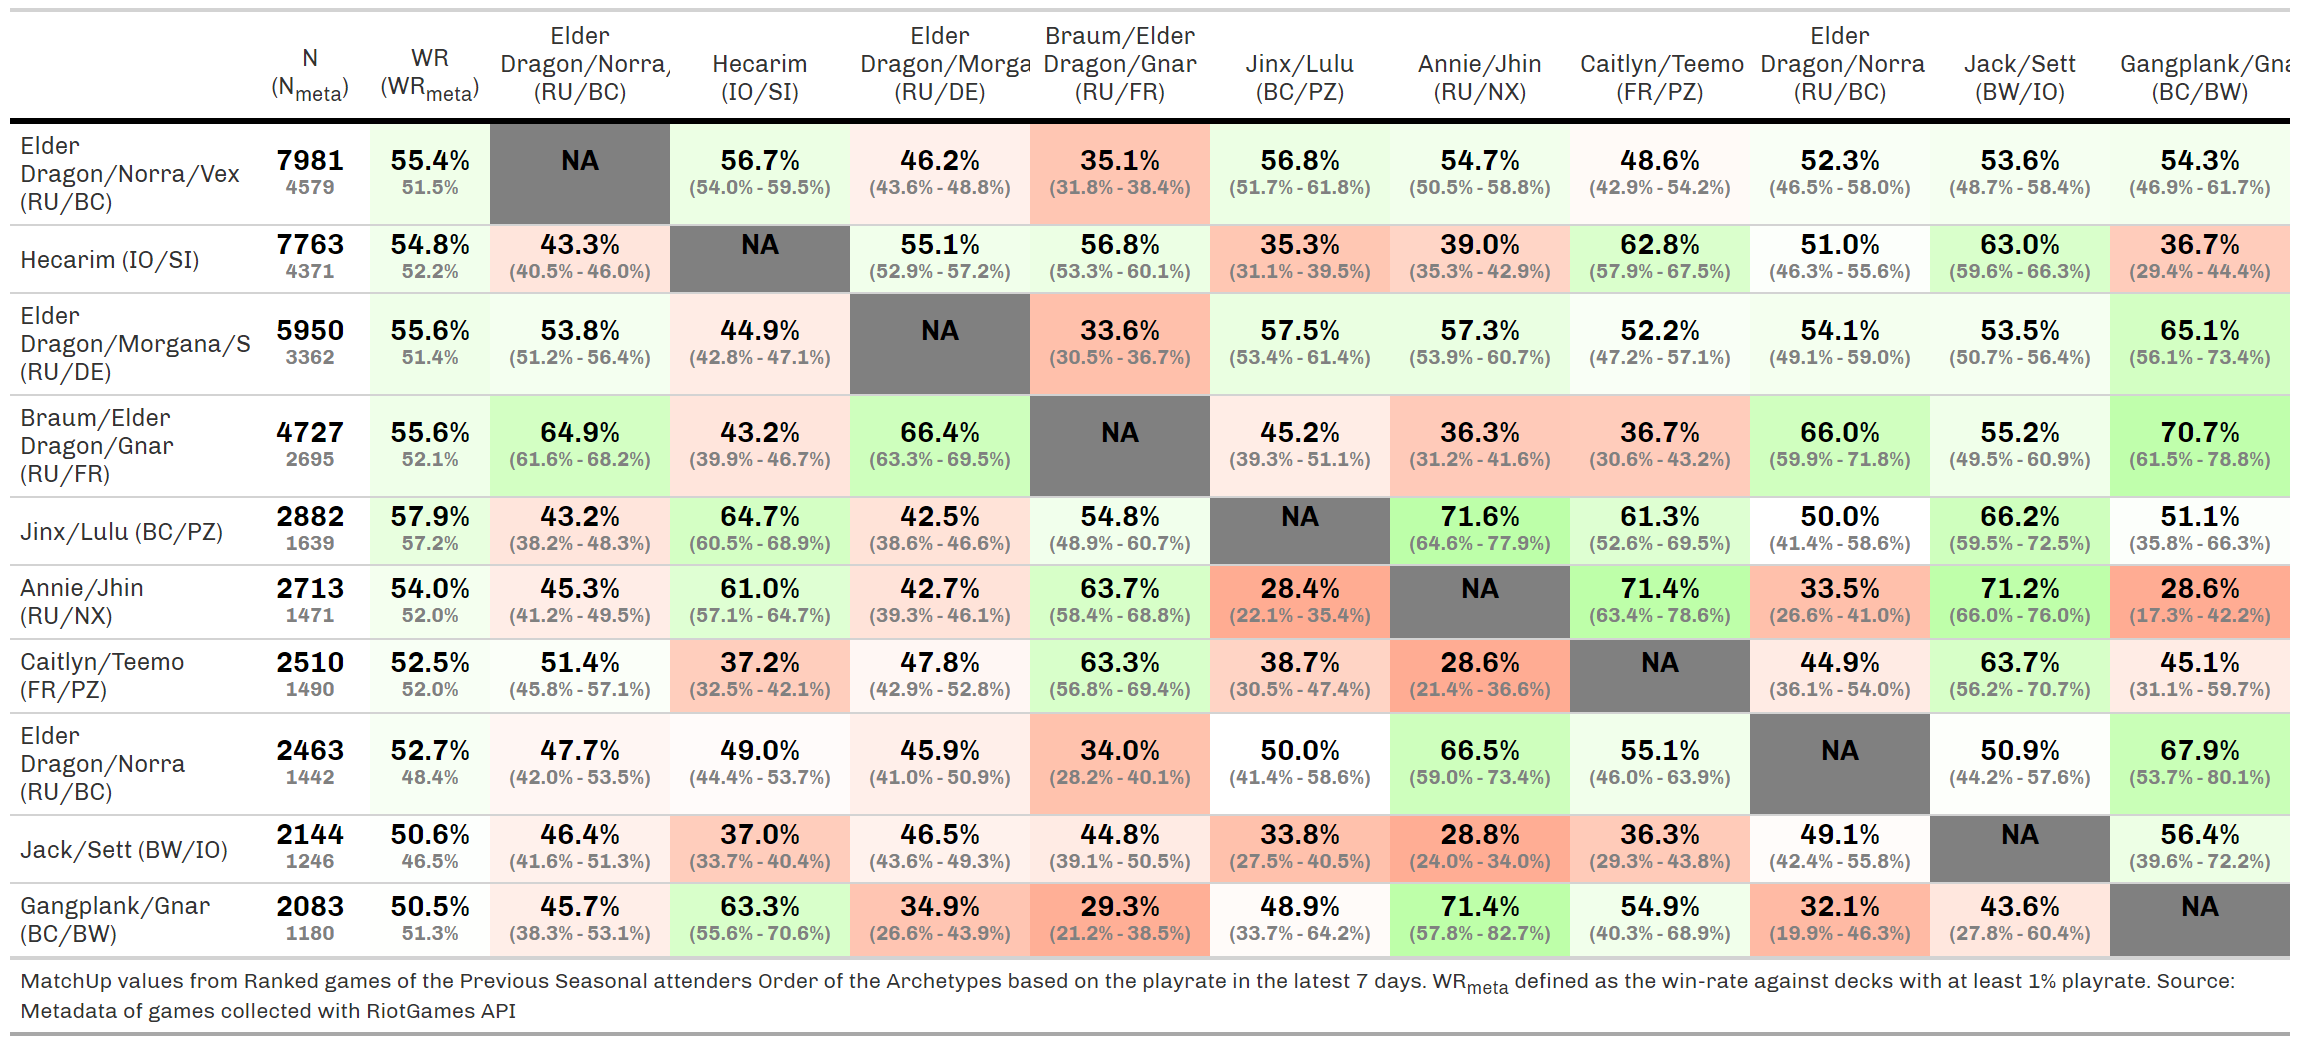 N (Nmeta) WR (WRmeta) Elder Dragon/Norra/ (RU/BC) Hecarim (IO/SI) Elder Dragon/Morga (RU/DE) Braum/Elder Dragon/Gnar (RU/FR) Jinx/Lulu (BC/PZ) Annie/Jhin (RU/NX) Caitlyn/Teemo (FR/PZ) Elder Dragon/Norra (RU/BC) Jack/Sett (BW/IO) Gangplank/Gna (BC/BW)
Elder Dragon/Norra/Vex (RU/BC) 7981 55.4% NA 56.7% 46.2% 35.1% 56.8% 54.7% 48.6% 52.3% 53.6% 54.3%
4579 51.5% (54.0% - 59.5%) (43.6% - 48.8%) (31.8% - 38.4%) (51.7% - 61.8%) (50.5% - 58.8%) (42.9% - 54.2%) (46.5% - 58.0%) (48.7% - 58.4%) (46.9% - 61.7%)
Hecarim (IO/SI) 7763 54.8% 43.3% NA 55.1% 56.8% 35.3% 39.0% 62.8% 51.0% 63.0% 36.7%
4371 52.2% (40.5% - 46.0%) (52.9% - 57.2%) (53.3% - 60.1%) (31.1% - 39.5%) (35.3% - 42.9%) (57.9% - 67.5%) (46.3% - 55.6%) (59.6% - 66.3%) (29.4% - 44.4%)
Elder Dragon/Morgana/S (RU/DE) 5950 55.6% 53.8% 44.9% NA 33.6% 57.5% 57.3% 52.2% 54.1% 53.5% 65.1%
3362 51.4% (51.2% - 56.4%) (42.8% - 47.1%) (30.5% - 36.7%) (53.4% - 61.4%) (53.9% - 60.7%) (47.2% - 57.1%) (49.1% - 59.0%) (50.7% - 56.4%) (56.1% - 73.4%)
Braum/Elder Dragon/Gnar (RU/FR) 4727 55.6% 64.9% 43.2% 66.4% NA 45.2% 36.3% 36.7% 66.0% 55.2% 70.7%
2695 52.1% (61.6% - 68.2%) (39.9% - 46.7%) (63.3% - 69.5%) (39.3% - 51.1%) (31.2% - 41.6%) (30.6% - 43.2%) (59.9% - 71.8%) (49.5% - 60.9%) (61.5% - 78.8%)
Jinx/Lulu (BC/PZ) 2882 57.9% 43.2% 64.7% 42.5% 54.8% NA 71.6% 61.3% 50.0% 66.2% 51.1%
1639 57.2% (38.2% - 48.3%) (60.5% - 68.9%) (38.6% - 46.6%) (48.9% - 60.7%) (64.6% - 77.9%) (52.6% - 69.5%) (41.4% - 58.6%) (59.5% - 72.5%) (35.8% - 66.3%)
Annie/Jhin (RU/NX) 2713 54.0% 45.3% 61.0% 42.7% 63.7% 28.4% NA 71.4% 33.5% 71.2% 28.6%
1471 52.0% (41.2% - 49.5%) (57.1% - 64.7%) (39.3% - 46.1%) (58.4% - 68.8%) (22.1% - 35.4%) (63.4% - 78.6%) (26.6% - 41.0%) (66.0% - 76.0%) (17.3% - 42.2%)
Caitlyn/Teemo (FR/PZ) 2510 52.5% 51.4% 37.2% 47.8% 63.3% 38.7% 28.6% NA 44.9% 63.7% 45.1%
1490 52.0% (45.8% - 57.1%) (32.5% - 42.1%) (42.9% - 52.8%) (56.8% - 69.4%) (30.5% - 47.4%) (21.4% - 36.6%) (36.1% - 54.0%) (56.2% - 70.7%) (31.1% - 59.7%)
Elder Dragon/Norra (RU/BC) 2463 52.7% 47.7% 49.0% 45.9% 34.0% 50.0% 66.5% 55.1% NA 50.9% 67.9%
1442 48.4% (42.0% - 53.5%) (44.4% - 53.7%) (41.0% - 50.9%) (28.2% - 40.1%) (41.4% - 58.6%) (59.0% - 73.4%) (46.0% - 63.9%) (44.2% - 57.6%) (53.7% - 80.1%)
Jack/Sett (BW/IO) 2144 50.6% 46.4% 37.0% 46.5% 44.8% 33.8% 28.8% 36.3% 49.1% NA 56.4%
1246 46.5% (41.6% - 51.3%) (33.7% - 40.4%) (43.6% - 49.3%) (39.1% - 50.5%) (27.5% - 40.5%) (24.0% - 34.0%) (29.3% - 43.8%) (42.4% - 55.8%) (39.6% - 72.2%)
Gangplank/Gnar (BC/BW) 2083 50.5% 45.7% 63.3% 34.9% 29.3% 48.9% 71.4% 54.9% 32.1% 43.6% NA
1180 51.3% (38.3% - 53.1%) (55.6% - 70.6%) (26.6% - 43.9%) (21.2% - 38.5%) (33.7% - 64.2%) (57.8% - 82.7%) (40.3% - 68.9%) (19.9% - 46.3%) (27.8% - 60.4%)
MatchUp values from Ranked games of the Previous Seasonal attenders Order of the Archetypes based on the playrate in the latest 7 days. WRmeta defined as the win-rate against decks with at least 1% playrate. Source:
Metadata of games collected with RiotGames API